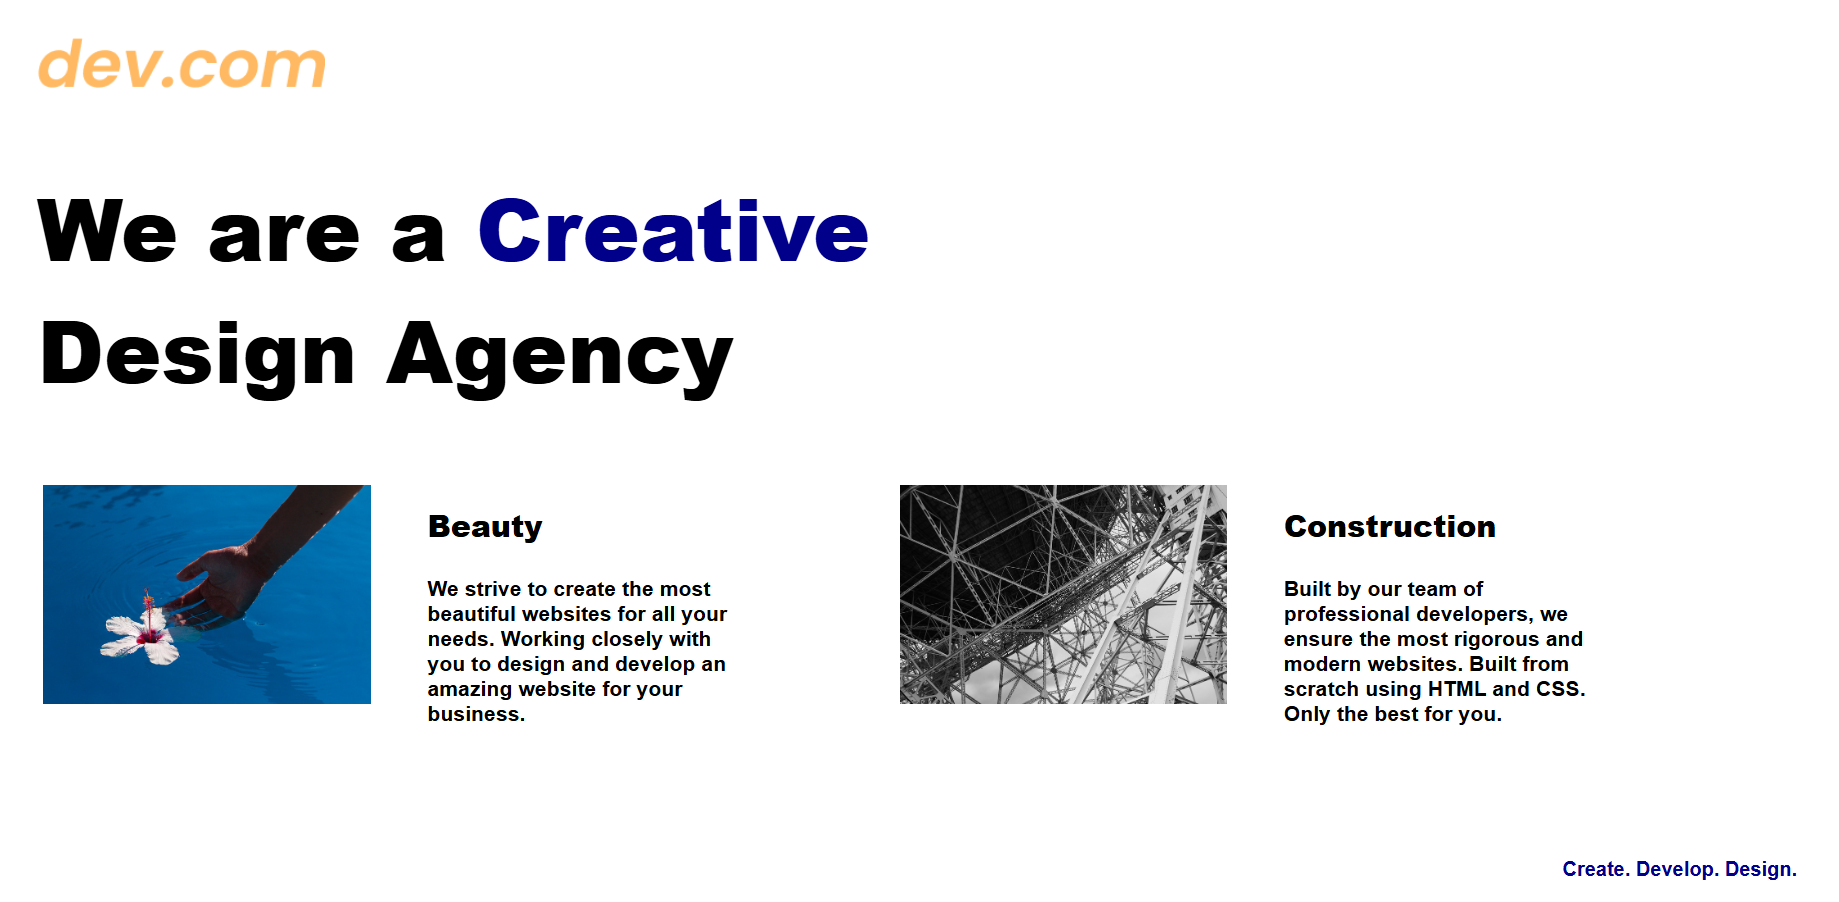 dev.com
We are a Creative
Design Agency
Beauty
We strive to create the most
beautiful websites for all your
needs. Working closely with
you to design and develop an
amazing website for your
business.
Construction
Built by our team of
professional developers, we
ensure the most rigorous and
modern websites. Built from
scratch using HTML and CSS.
Only the best for you.
Create. Develop. Design.